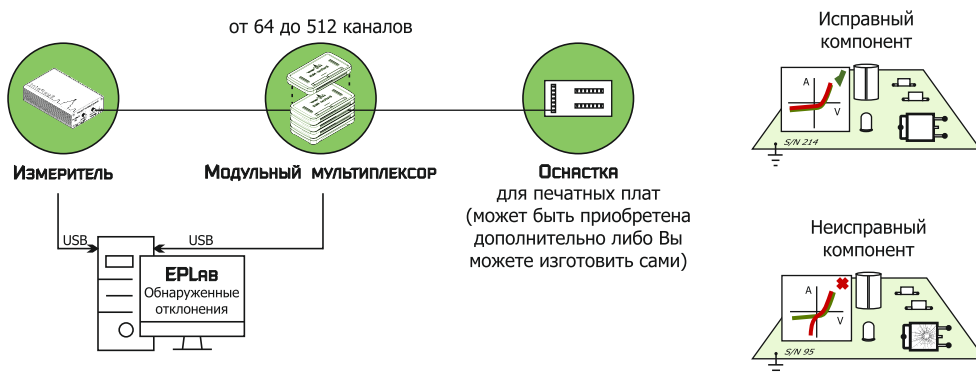 от 64 до 512 каналов
Измеритель
Модульный мультиплексор
Оснастка
для печатных плат
(может быть приобретена
дополнительно либо Вы
можете изготовить сами)
USB
USB
EPLab
Обнаруженные
отклонения
Исправный
компонент
A
V
S/N 214
Неисправный
компонент
A
V
S/N 95